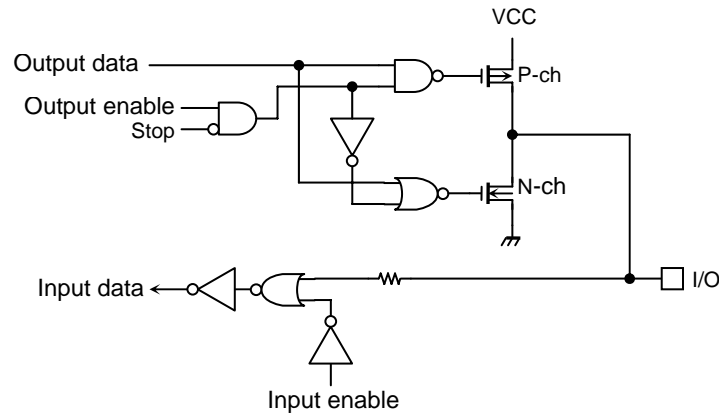 VCC
Output data
P-ch
Output enable
Stop
N-ch
Input data
I/O
Input enable